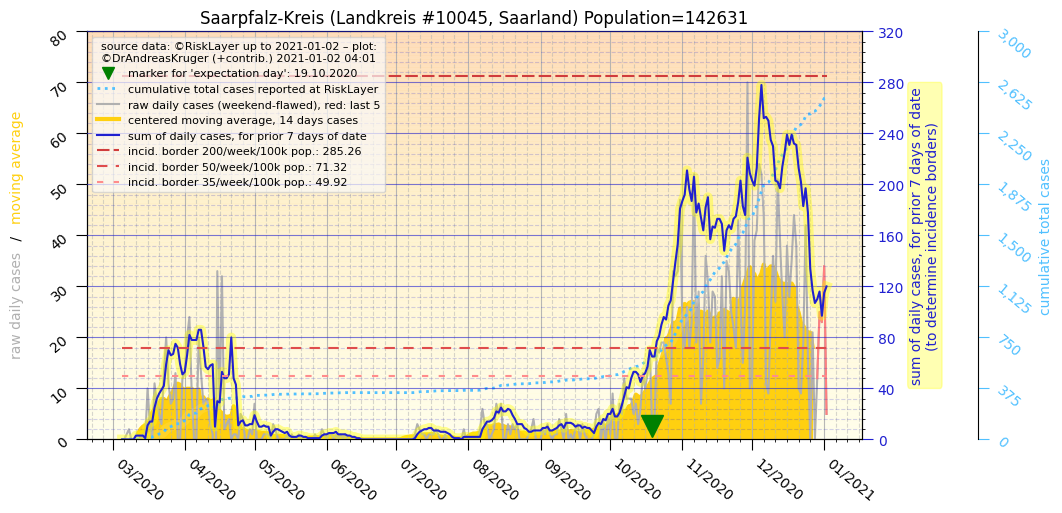 Saarpfalz-Kreis (Landkreis #10045, Saarland) Population=142631
source data: ©RiskLayer up to 2021-01-02 – plot:
©DrAndreasKruger (+contrib.) 2021-01-02 04:01
marker for 'expectation day': 19.10.2020
cumulative total cases reported at RiskLayer
raw daily cases (weekend-flawed), red: last 5
centered moving average, 14 days cases
sum of daily cases, for prior 7 days of date
incid. border 200/week/100k pop.: 285.26
incid. border 50/week/100k pop.: 71.32
incid. border 35/week/100k pop.: 49.92
raw daily cases / moving average
80
70
60
50
40
30
20
10
0
03/2020
04/2020
05/2020
06/2020
07/2020
08/2020
09/2020
10/2020
11/2020
12/2020
01/2021
320
280
240
200
160
120
80
40
0
sum of daily cases, for prior 7 days of date
(to determine incidence borders)
3,000
2,625
2,250
1,875
1,500
1,125
750
375
0
cumulative total cases